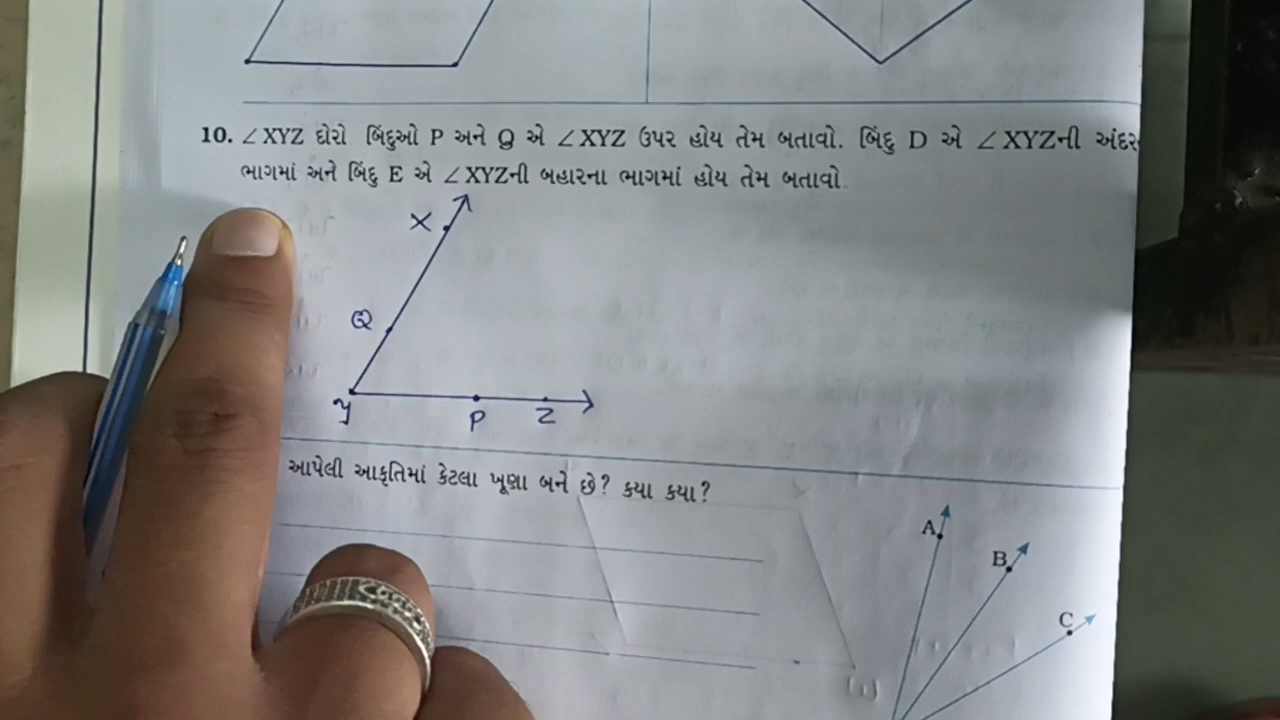 10. ∠XYZ દોરો બિંદુઓ P અને Q એ ∠XYZ ઉપર હોય તેમ બતાવો. બિંદુ D એ ∠XYZની અંદર
ભાગમાં અને બિંદુ E એ ∠XYZની બહારના ભાગમાં હોય તેમ બતાવો.
X
Q
Y P Z
આપેલી આકૃતિમાં કેટલા ખૂણા બને છે? કયા કયા?
A
B
C